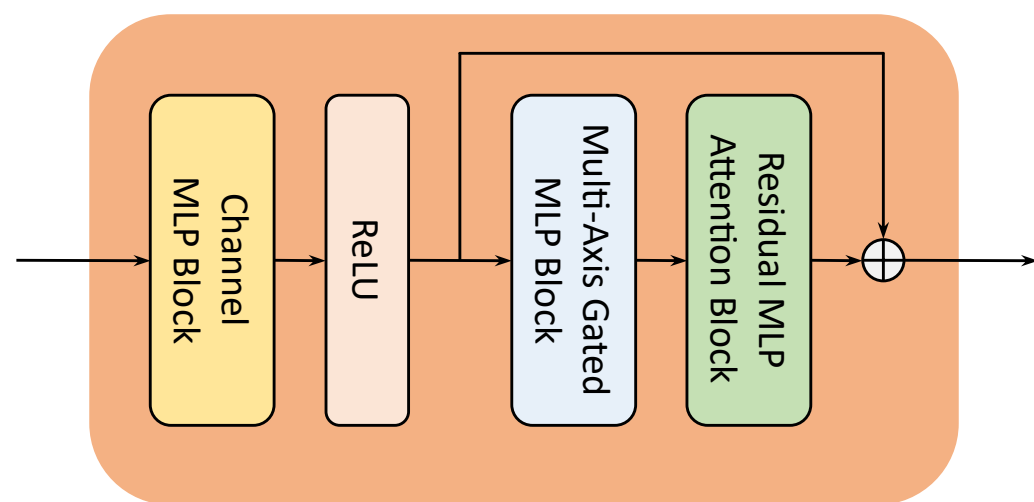 Channel
MLP Block
ReLU
Multi-Axis Gated
MLP Block
Residual MLP
Attention Block